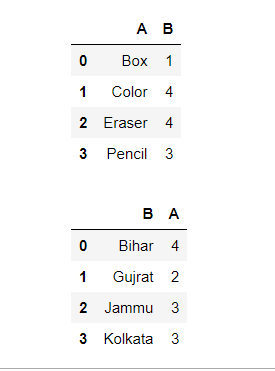 A B
0 Box 1
1 Color 4
2 Eraser 4
3 Pencil 3
B A
0 Bihar 4
1 Gujrat 2
2 Jammu 3
3 Kolkata 3